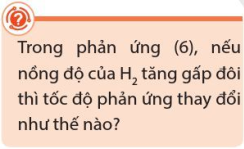 Trong phản ứng (6), nếu
nồng độ của H₂ tăng gấp đôi
thì tốc độ phản ứng thay đổi
như thế nào?